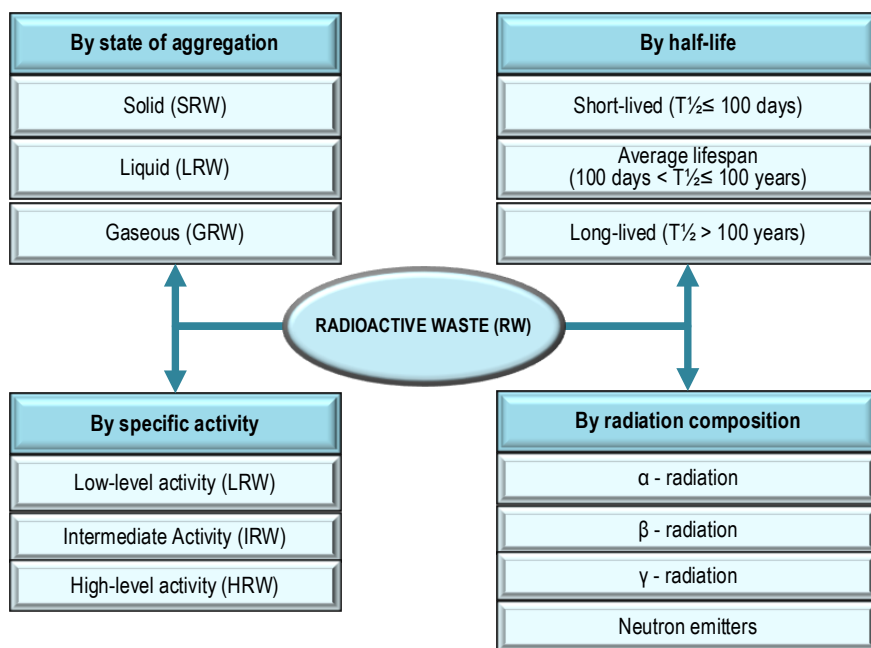 By state of aggregation
Solid (SRW)
Liquid (LRW)
Gaseous (GRW)
By half-life
Short-lived (T½≤ 100 days)
Average lifespan
(100 days < T½≤ 100 years)
Long-lived (T½ > 100 years)
RADIOACTIVE WASTE (RW)
By specific activity
Low-level activity (LRW)
Intermediate Activity (IRW)
High-level activity (HRW)
By radiation composition
α - radiation
β - radiation
γ - radiation
Neutron emitters